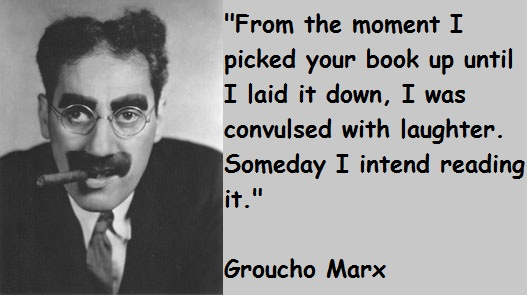 "From the moment I
picked your book up until
I laid it down, I was
convulsed with laughter.
Someday I intend reading
it."
Groucho Marx